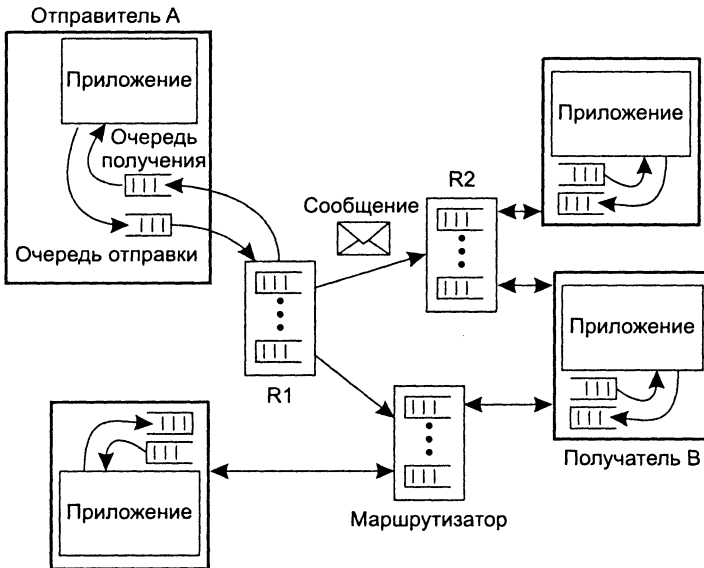 Отправитель А
Приложение
Очередь
получения
Очередь отправки
R1
Сообщение
R2
Приложение
Приложение
Получатель В
Приложение
Маршрутизатор